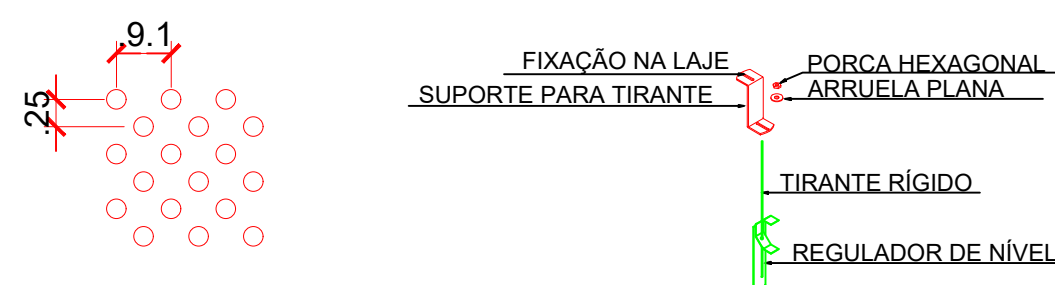 .9.1
.25
FIXAÇÃO NA LAJE
SUPORTE PARA TIRANTE
PORCA HEXAGONAL
ARRUELA PLANA
TIRANTE RÍGIDO
REGULADOR DE NÍVEL